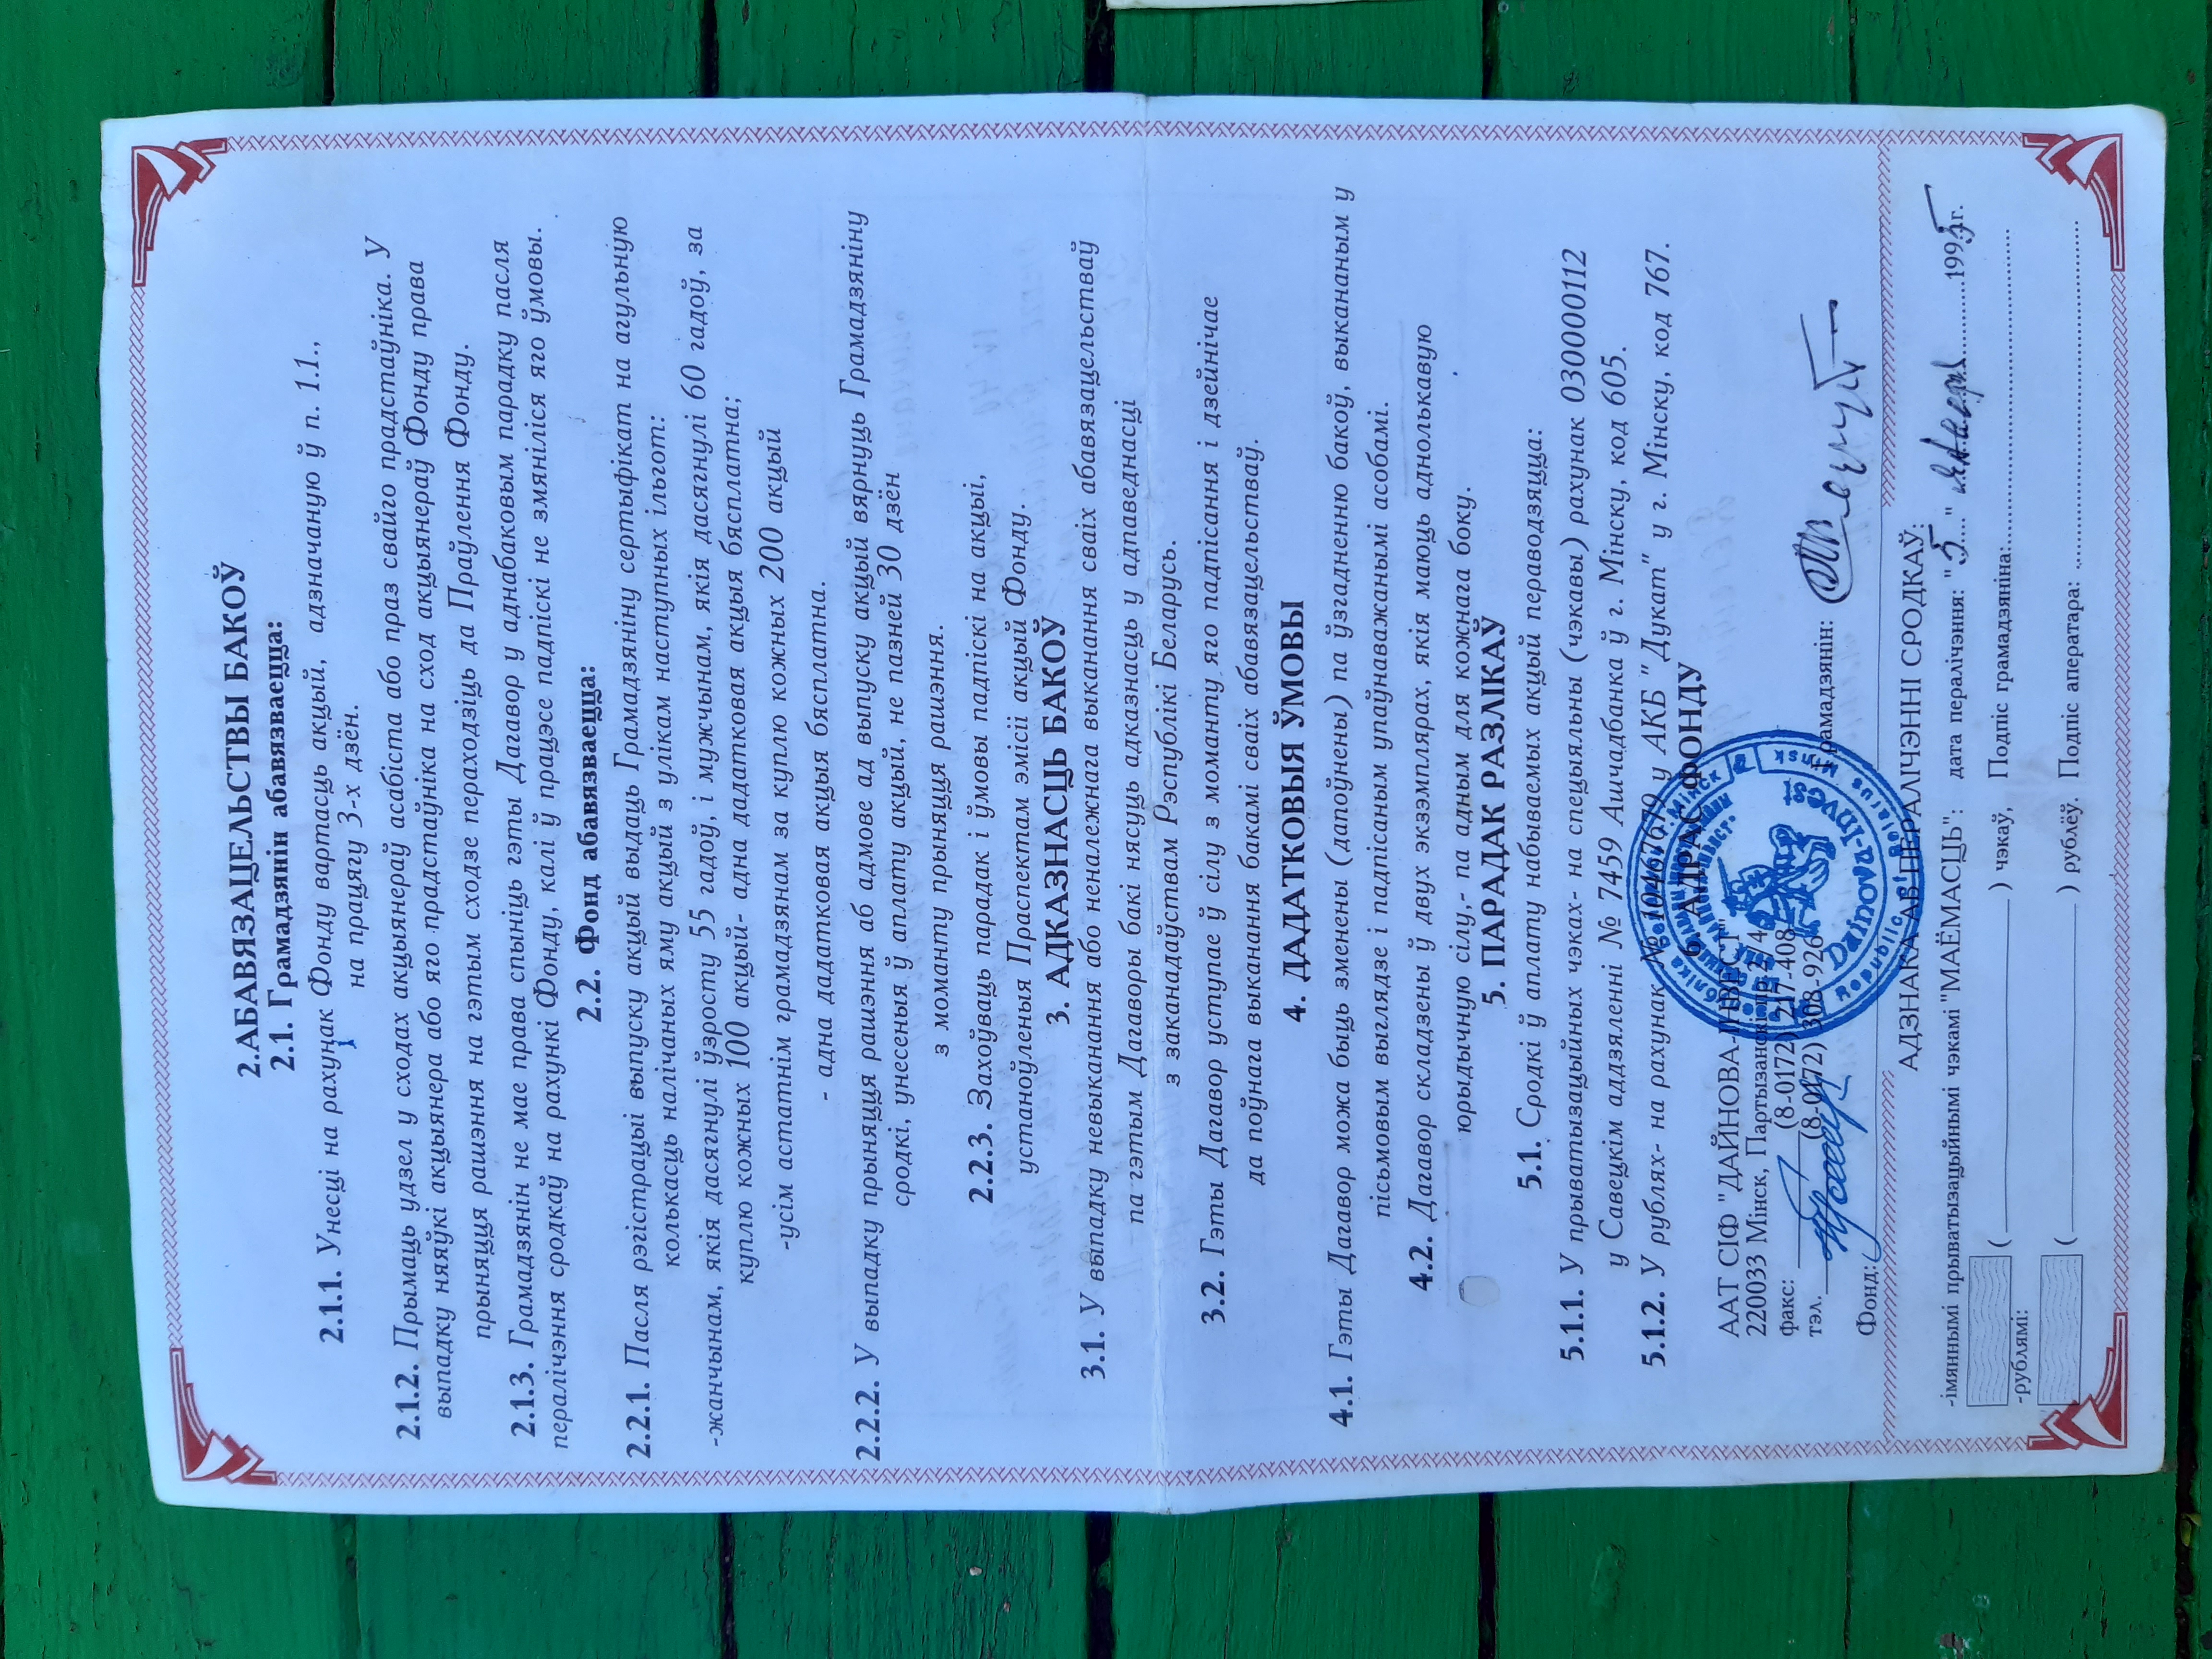 2.АБАВЯЗАЦЕЛЬСТВЫ БАКОЎ
2.1. Грамадзянін абавязваецца:
2.1.1. Унесці на рахунак Фонду вартасць акцый, адзначаную ў п. 1.1.,
на працягу 3-х дзён.
2.1.2. Прымаць удзел у сходах акцыянераў асабіста або праз свайго прадстаўніка. У
выпадку няяўкі акцыянера або яго прадстаўніка на сход акцыянераў Фонду права
прыняцця рашэння на гэтым сходзе пераходзіць да Праўлення Фонду.
2.1.3. Грамадзянін не мае права спыніць гэты Дагавор у аднабаковым парадку пасля
пералічэння сродкаў на рахункі Фонду, калі ў працэсе падпіскі не змяніліся яго ўмовы.
2.2. Фонд абавязваецца:
2.2.1. Пасля рэгістрацыі выпуску акцый выдаць Грамадзяніну сертыфікат на агульную
колькасць налічаных яму акцый з улікам наступных ільгот:
-жанчынам, якія дасягнулі ўзросту 55 гадоў, і мужчынам, якія дасягнулі 60 гадоў, за
куплю кожных 100 акцый- адна дадатковая акцыя бясплатна;
-усім астатнім грамадзянам за куплю кожных 200 акцый
- адна дадатковая акцыя бясплатна.
2.2.2. У выпадку прыняцця рашэння аб адмове ад выпуску акцый вярнуць Грамадзяніну
сродкі, унесеныя ў аплату акцый, не пазней 30 дзён
з моманту прыняцця рашэння.
2.2.3. Захоўваць парадак і ўмовы падпіскі на акцыі,
устаноўленыя Праспектам эмісіі акцый Фонду.
3. АДКАЗНАСЦЬ БАКОЎ
3.1. У выпадку невыканання або неналежнага выканання сваіх абавязацельстваў
па гэтым Дагаворы бакі нясуць адказнасць у адпаведнасці
з заканадаўствам Рэспублікі Беларусь.
3.2. Гэты Дагавор уступае ў сілу з моманту яго падпісання і дзейнічае
да поўнага выканання бакамі сваіх абавязацельстваў.
4. ДАДАТКОВЫЯ ЎМОВЫ
4.1. Гэты Дагавор можа быць зменены (дапоўнены) па ўзгадненню бакоў, выкананым у
пісьмовым выглядзе і падпісаным упаўнаважанымі асобамі.
4.2. Дагавор складзены ў двух экзэмплярах, якія маюць аднолькавую
юрыдычную сілу,- па адным для кожнага боку.
5. ПАРАДАК РАЗЛІКАЎ
5.1. Сродкі ў аплату набываемых акцый пераводзяцца:
5.1.1. У прыватызацыйных чэках- на спецыяльны (чэкавы) рахунак 030000112
у Савецкім аддзяленні № 7459 Ашчадбанка ў г. Мінску, код 605.
5.1.2. У рублях- на рахунак № 10467679 у АКБ "Дукат" у г. Мінску, код 767.
6. АДРАС ФОНДУ
ААТ СІФ "ДАЙНОВА-ІНВЕСТ"
220033 Мінск, Партызанскі пр.2/4
факс: (8-0172) 217-408
тэл. (8-0172) 308-926
Dainova-Invest
Republic of Belarus Minsk
Грамадзянін:
Фонд:
АДЗНАКА АБ ПЕРАЛІЧЭННІ СРОДКАЎ:
-імяннымі прыватызацыйнымі чэкамі "МАЁМАСЦЬ": дата пералічэння: "5" января 1995г.
( ) чэкаў, Подпіс грамадзяніна:
-рублямі:
( ) рублёў. Подпіс аператара: